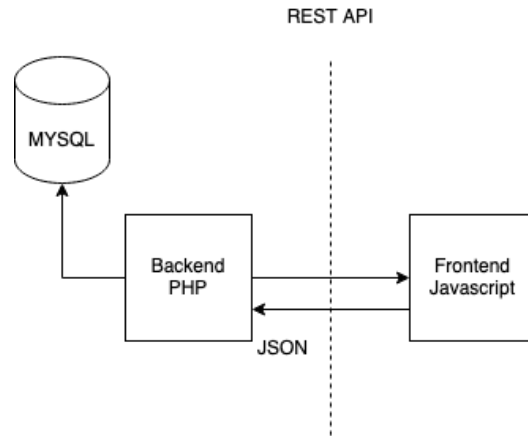 REST API
MYSQL
Backend
PHP
Frontend
Javascript
JSON